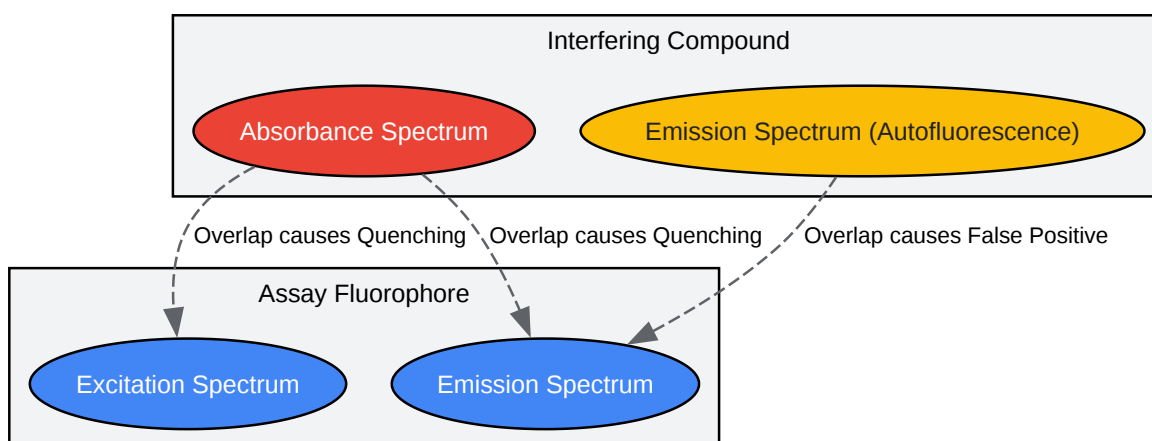 Interfering Compound
Absorbance Spectrum
Emission Spectrum (Autofluorescence)
Overlap causes Quenching
Overlap causes Quenching
Overlap causes False Positive
Assay Fluorophore
Excitation Spectrum
Emission Spectrum